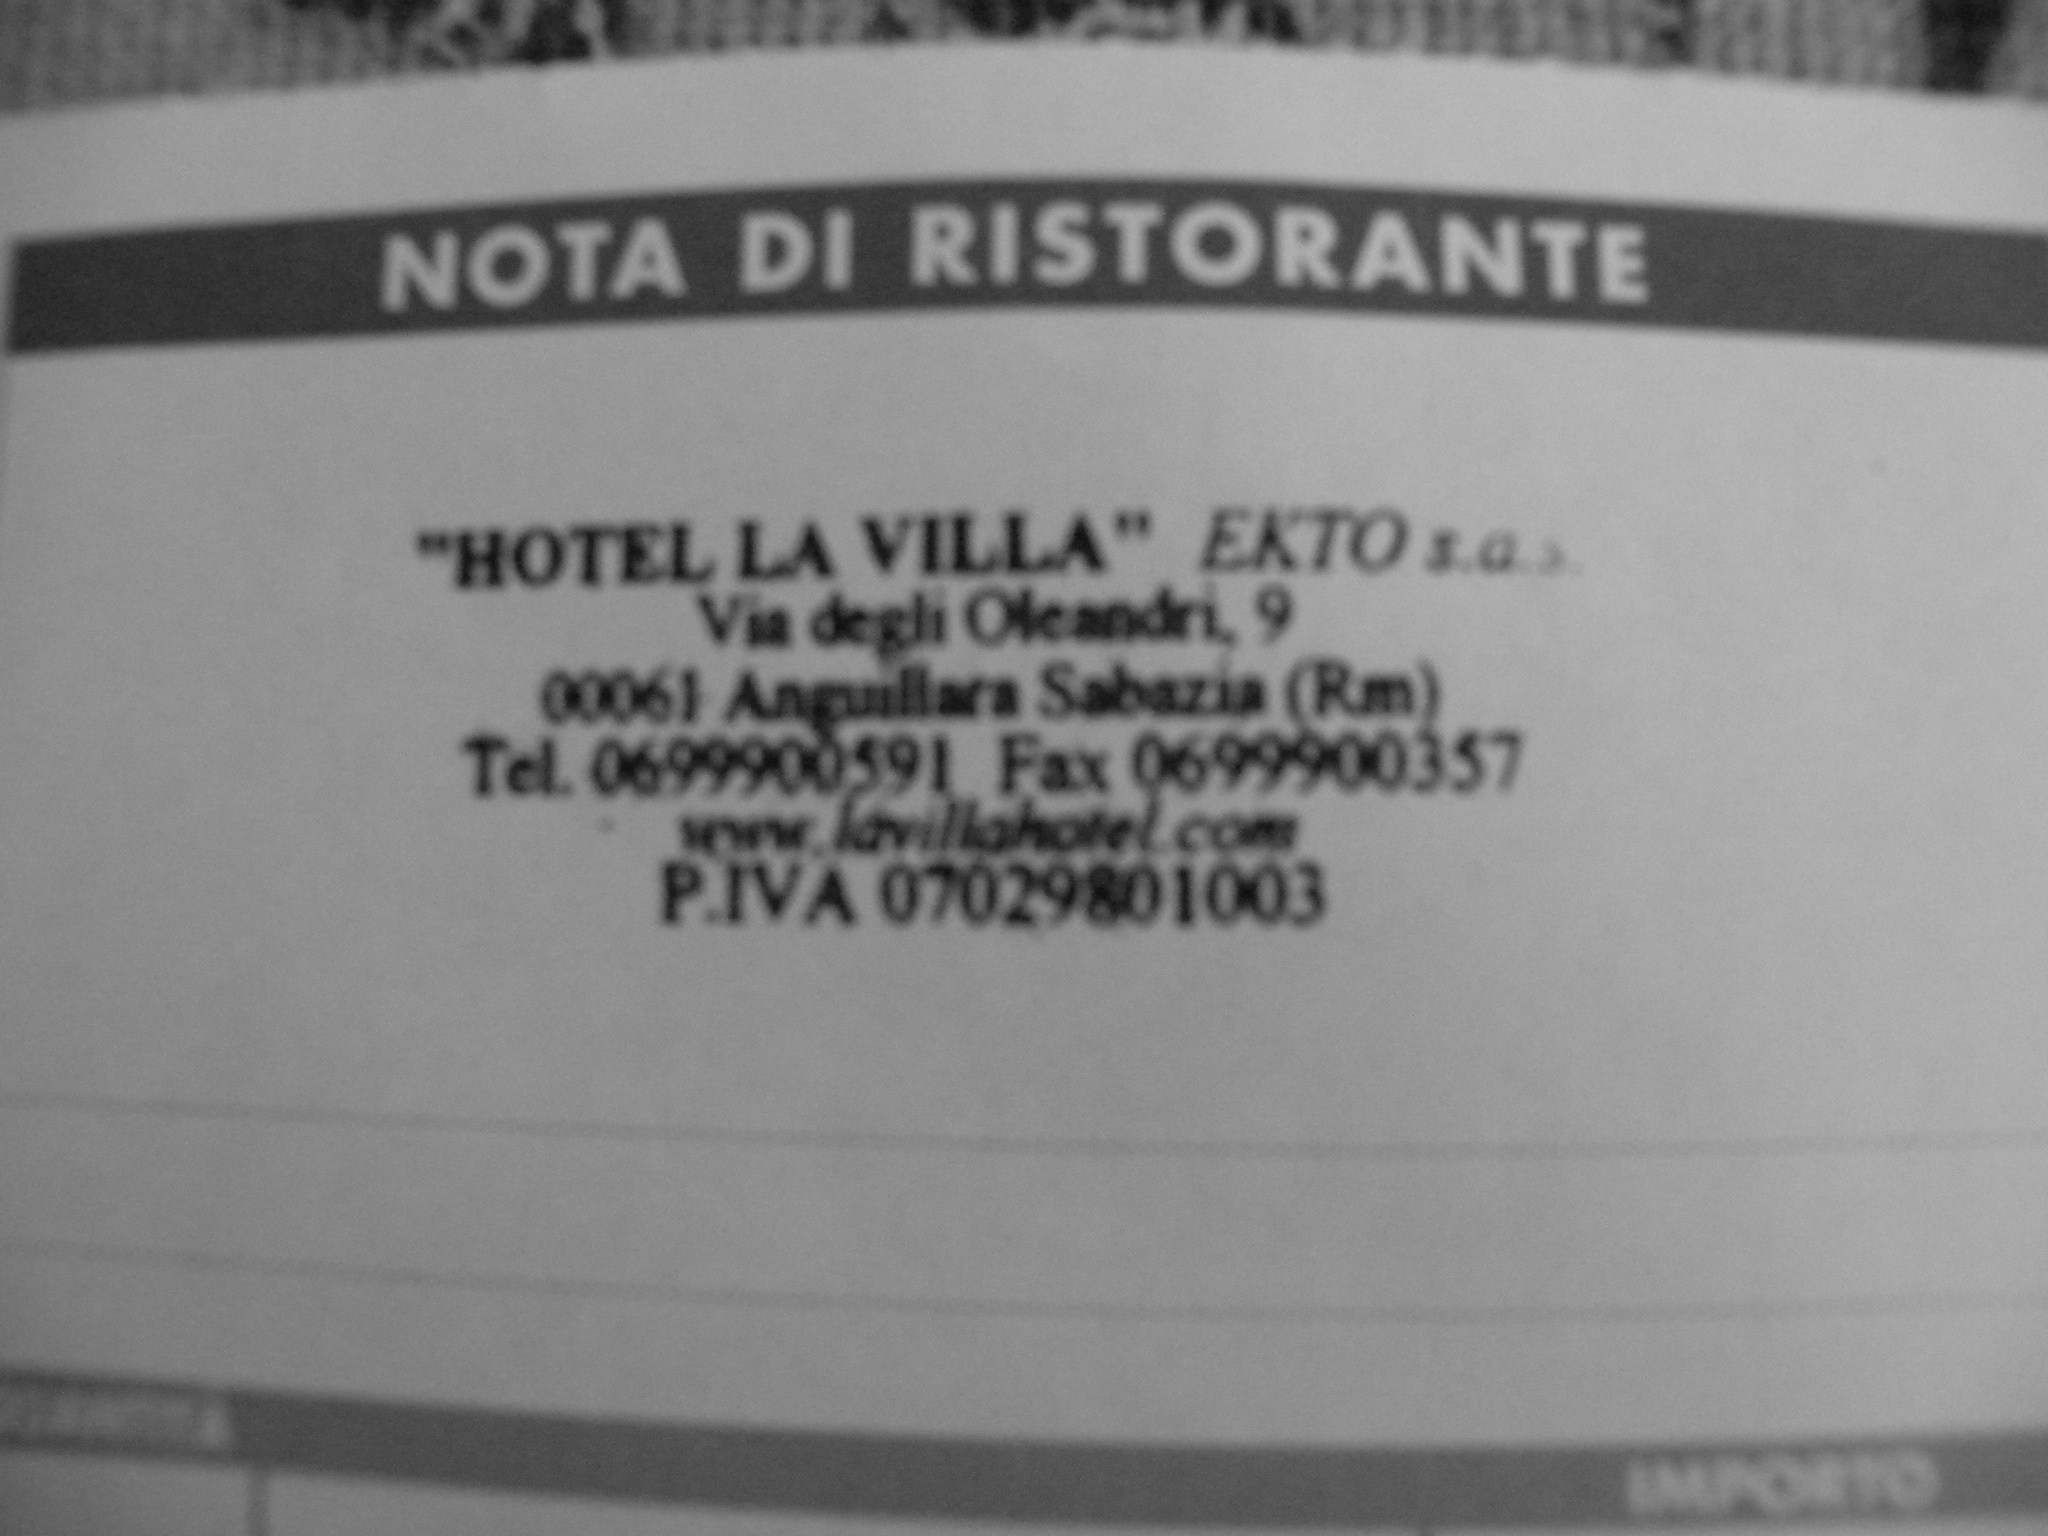 NOTA DI RISTORANTE
"HOTEL LA VILLA" EKTO s.a.s.
Via degli Oleandri, 9
00061 Anguillara Sabazia (Rm)
Tel. 0699900591 Fax 0699900357
www.lavillahotel.com
P.IVA 07029801003
IMPORTO